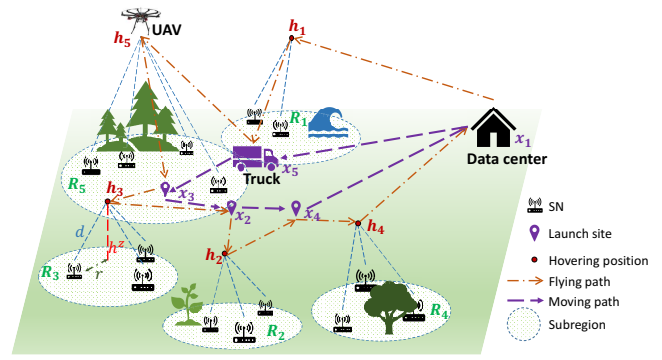 UAV
h₅
h₁
R₁
x₁
Data center
x₅
Truck
R₅
h₃
x₃
x₂
x₄
h₄
d
h^z
h₂
R₃
r
R₂
R₄
SN
Launch site
Hovering position
Flying path
Moving path
Subregion